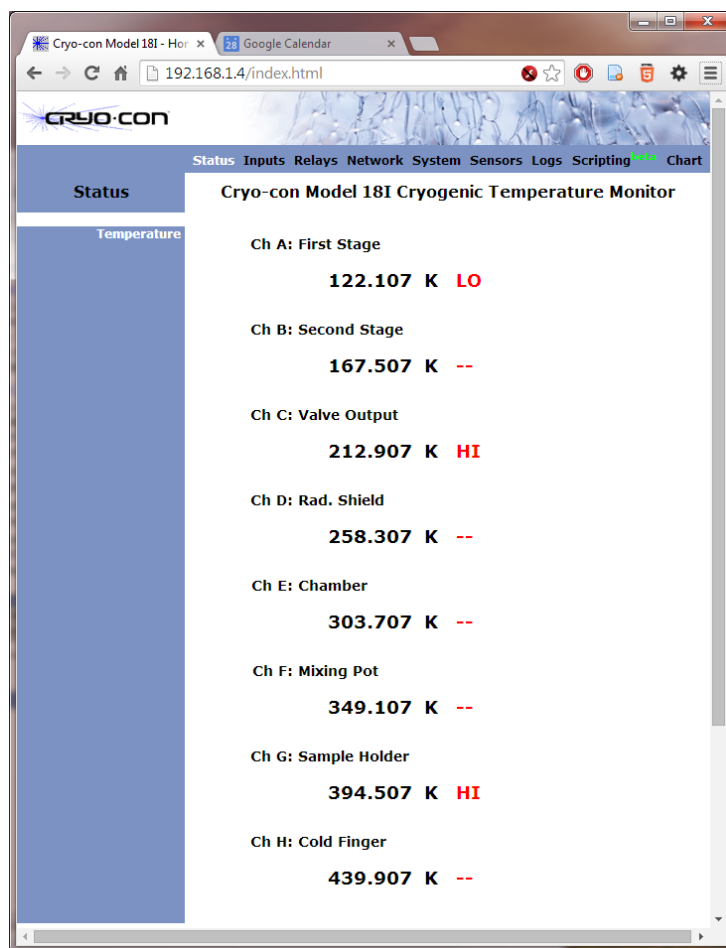 Cryo-con Model 18I - Hor
Google Calendar
28
192.168.1.4/index.html
CRYO·CON
Status Inputs Relays Network System Sensors Logs Scripting beta Chart
Status
Cryo-con Model 18I Cryogenic Temperature Monitor
Temperature
Ch A: First Stage
122.107 K LO
Ch B: Second Stage
167.507 K --
Ch C: Valve Output
212.907 K HI
Ch D: Rad. Shield
258.307 K --
Ch E: Chamber
303.707 K --
Ch F: Mixing Pot
349.107 K --
Ch G: Sample Holder
394.507 K HI
Ch H: Cold Finger
439.907 K --